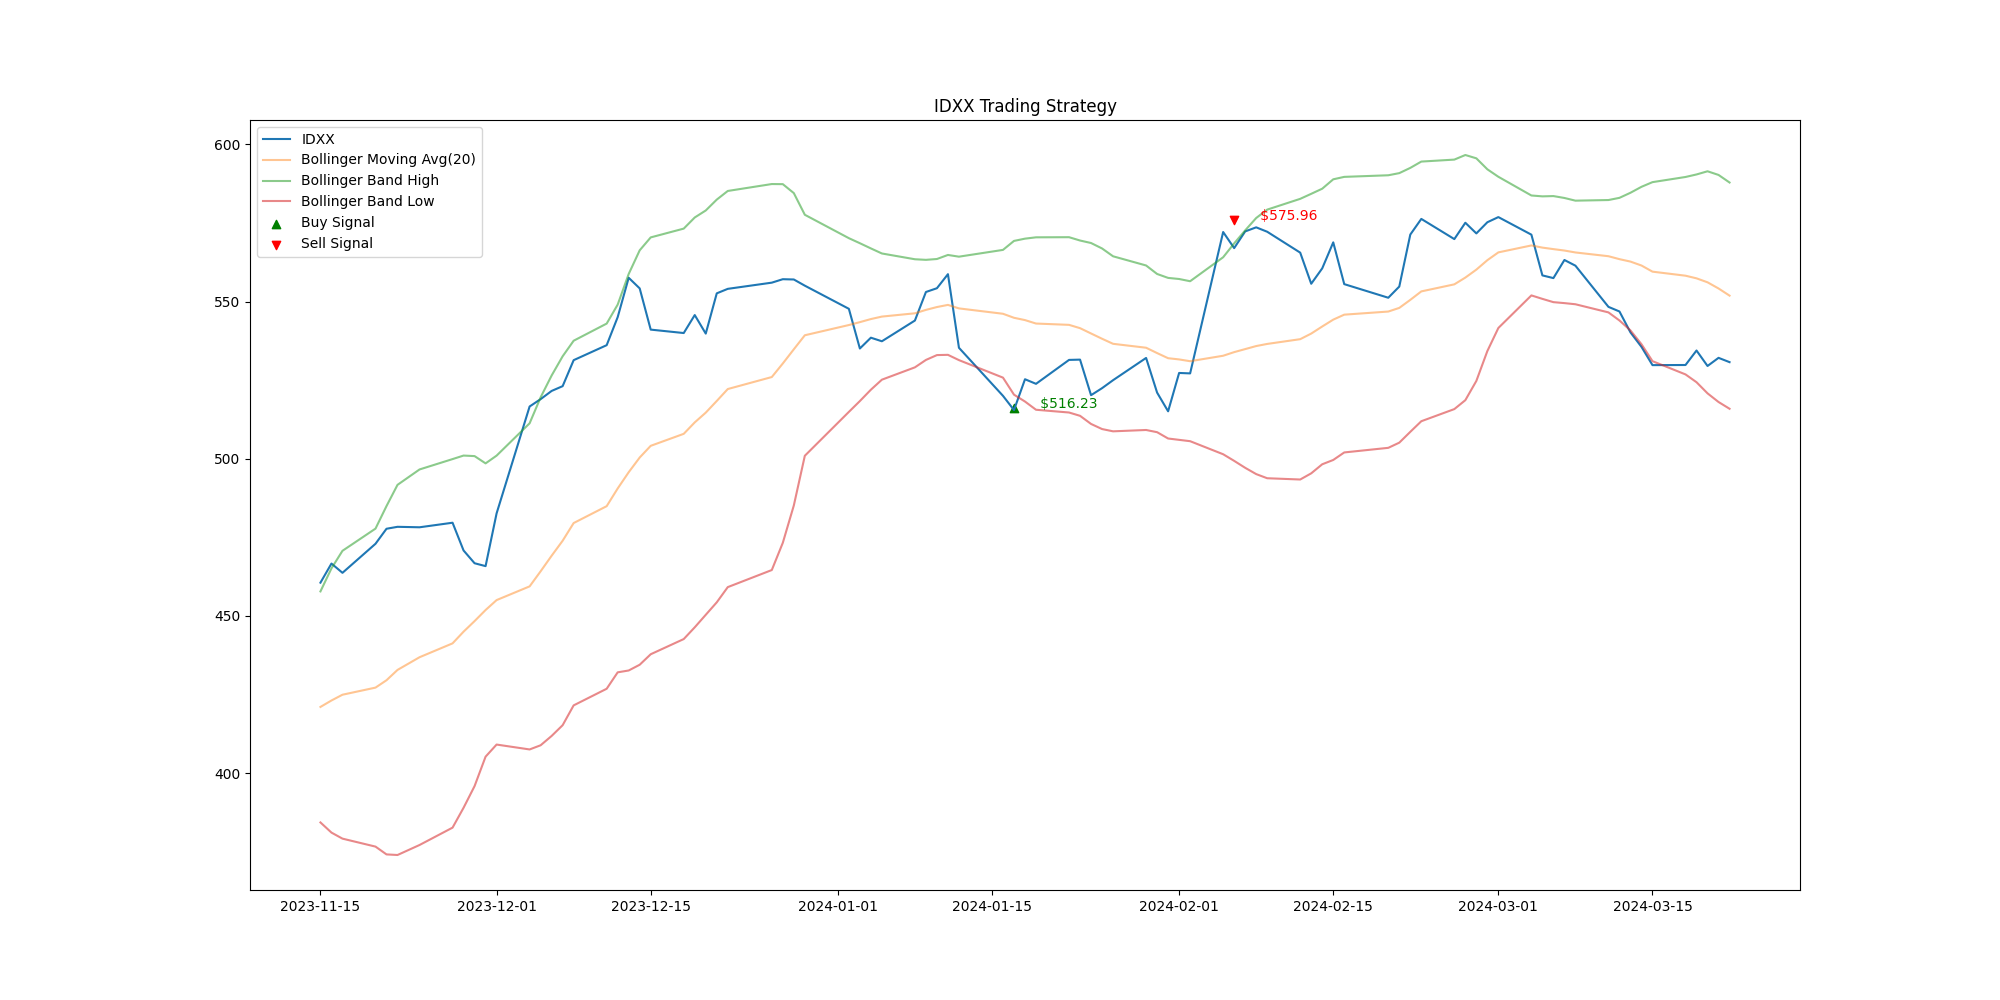 IDXX Trading Strategy
IDXX
Bollinger Moving Avg(20)
Bollinger Band High
Bollinger Band Low
Buy Signal
Sell Signal
600
550
500
450
400
$575.96
$516.23
2023-11-15
2023-12-01
2023-12-15
2024-01-01
2024-01-15
2024-02-01
2024-02-15
2024-03-01
2024-03-15